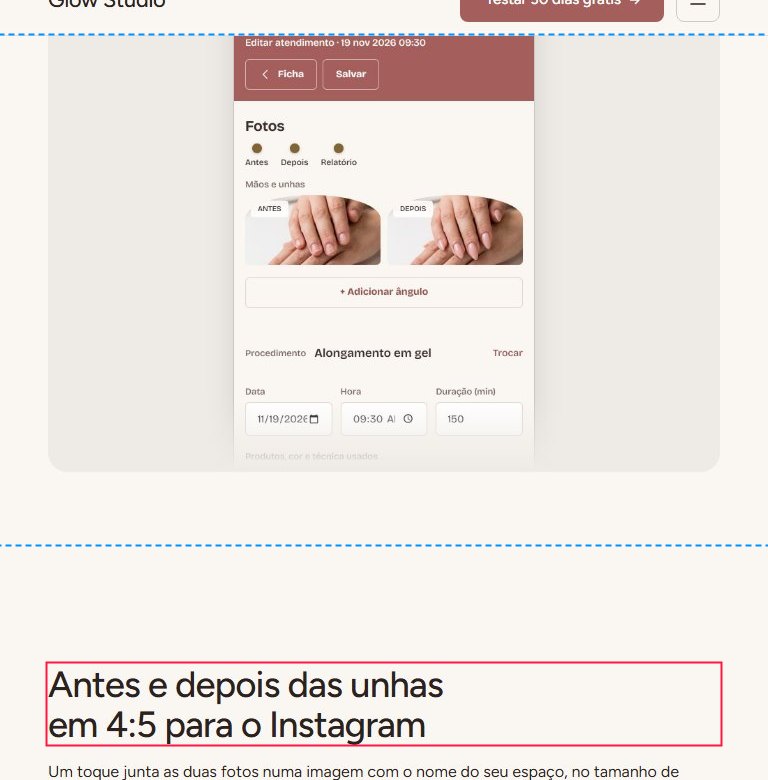 Glow Studio
Testar 30 dias grátis →
Editar atendimento · 19 nov 2026 09:30
Ficha
Salvar
Fotos
Antes
Depois
Relatório
Mãos e unhas
ANTES
DEPOIS
+ Adicionar ângulo
Procedimento
Alongamento em gel
Trocar
Data
Hora
Duração (min)
11/19/2026
09:30
150
Produtos, cor e técnica usados
Antes e depois das unhas
em 4:5 para o Instagram
Um toque junta as duas fotos numa imagem com o nome do seu espaço, no tamanho de